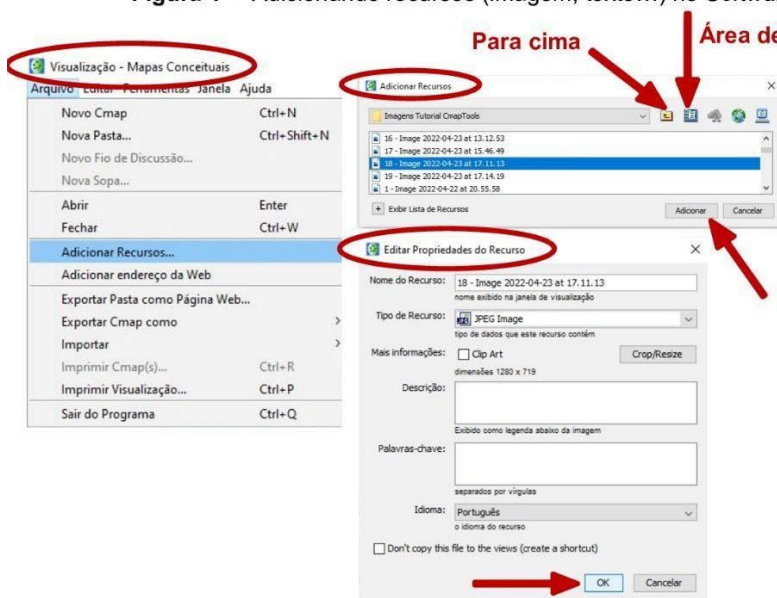 Adicionando recursos (imagem,
Para cima
Área de
Visualização - Mapas Conceituais
Arquivo Editar Ferramentas Janela Ajuda
Novo Cmap Ctrl+N
Nova Pasta... Ctrl+Shift+N
Novo Fio de Discussão...
Nova Sopa...
Abrir Enter
Fechar Ctrl+W
Adicionar Recursos...
Adicionar endereço da Web
Exportar Pasta como Página Web...
Exportar Cmap como
Importar
Imprimir Cmap(s)... Ctrl+R
Imprimir Visualização... Ctrl+P
Sair do Programa Ctrl+Q
Adicionar Recursos
Imagens Tutorial CmapTools
16 - Image 2022-04-23 at 13.12.53
17 - Image 2022-04-23 at 15.46.49
18 - Image 2022-04-23 at 17.11.13
19 - Image 2022-04-23 at 17.14.19
1 - Image 2022-04-22 at 20.55.58
Exibir Lista de Recursos
Adicionar Cancelar
Editar Propriedades do Recurso
Nome do Recurso: 18 - Image 2022-04-23 at 17.11.13
nome exibido na janela de visualização
Tipo de Recurso: JPEG Image
tipo de dados que este recurso contém
Mais informações: Clip Art Crop/Resize
dimensões 1280 x 719
Descrição:
Exibido como legenda abaixo da imagem
Palavras-chave:
separados por vírgulas
Idioma: Português
o idioma do recurso
Don't copy this file to the views (create a shortcut)
OK Cancelar